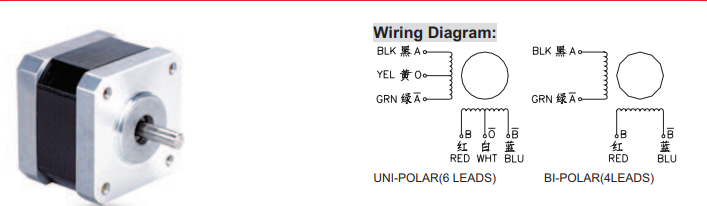 Wiring Diagram:
BLK 黑 A
YEL 黄 O
GRN 绿 A̅
B O̅ B̅
红 白 蓝
RED WHT BLU
UNI-POLAR(6 LEADS)
BLK 黑 A
GRN 绿 A̅
B B̅
红 蓝
RED BLU
BI-POLAR(4LEADS)